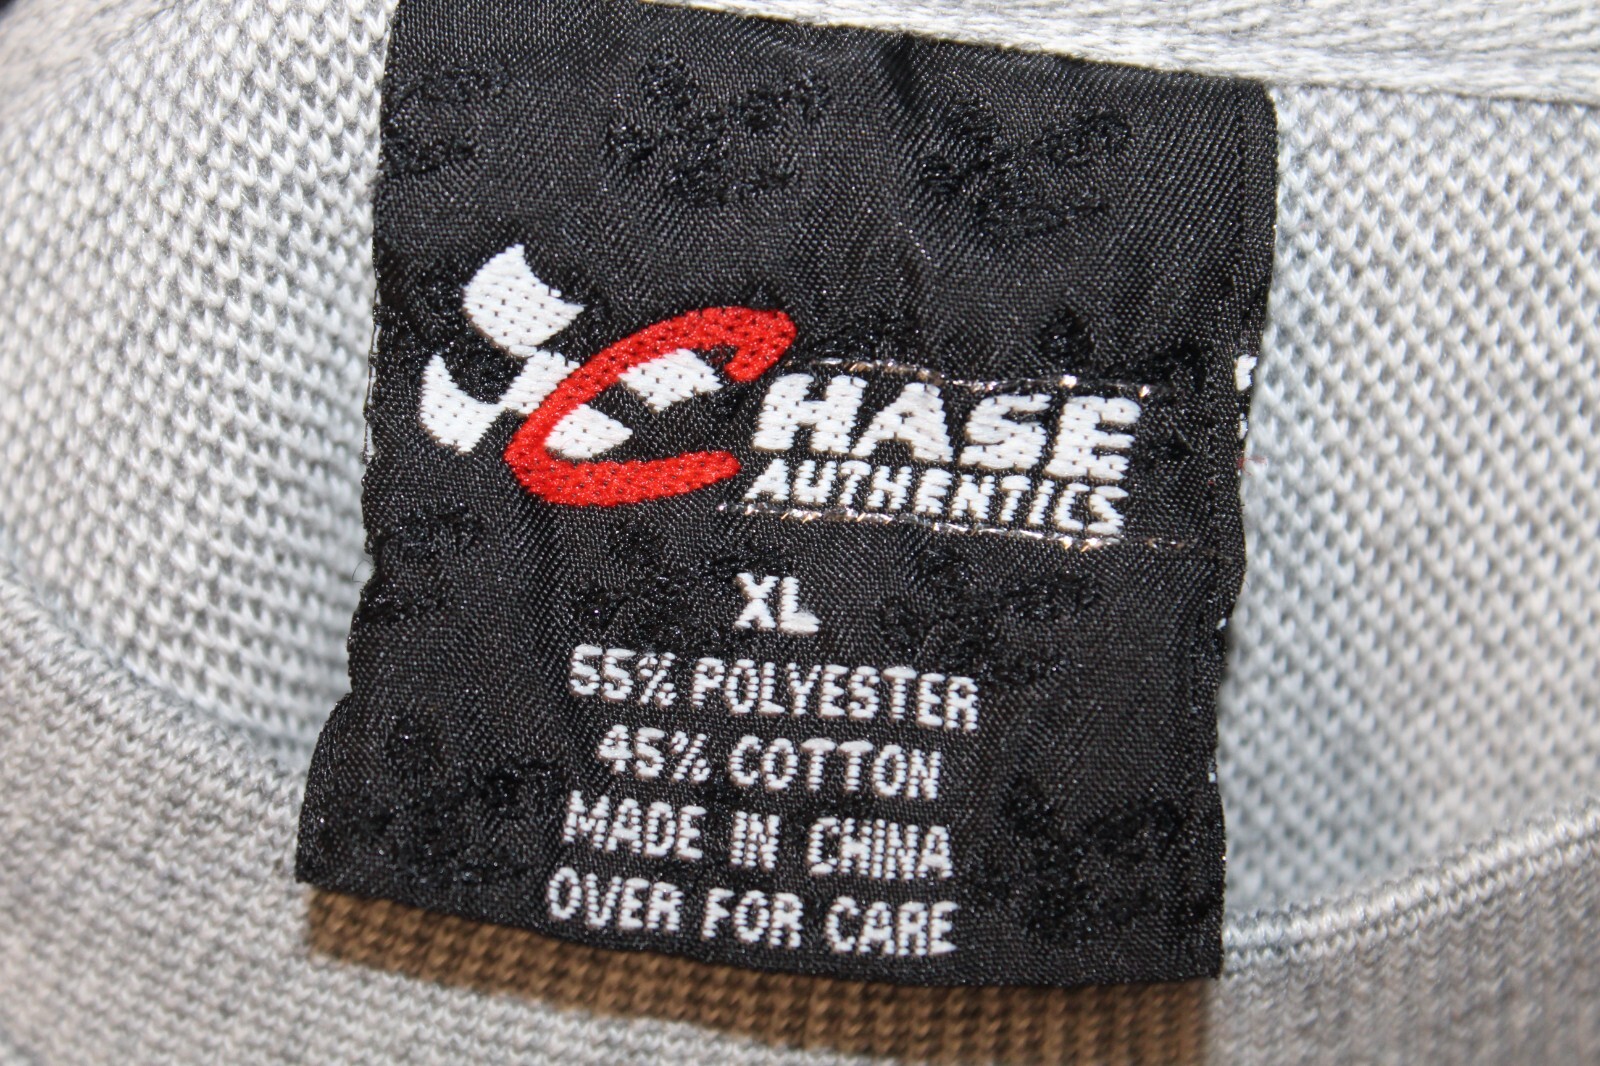 CHASE
AUTHENTICS
XL
55% POLYESTER
45% COTTON
MADE IN CHINA
OVER FOR CARE